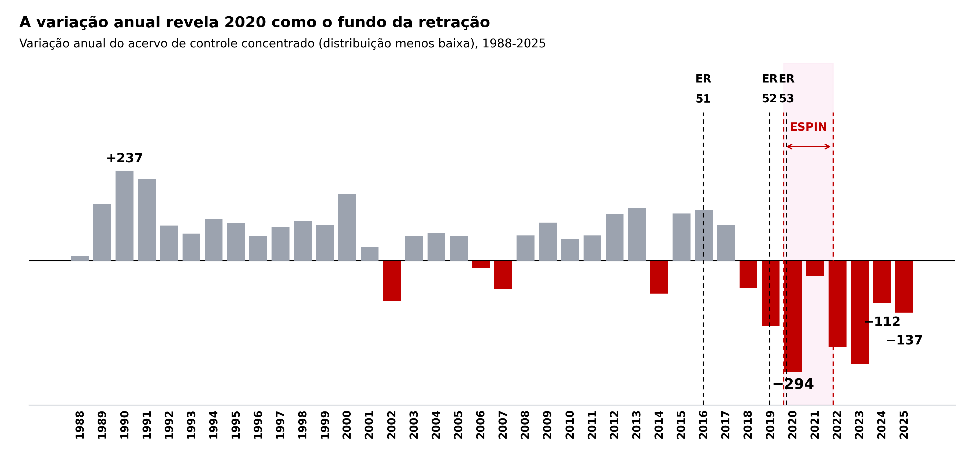 A variação anual revela 2020 como o fundo da retração
Variação anual do acervo de controle concentrado (distribuição menos baixa), 1988-2025
ER ER ER
51 52 53
ESPIN
+237
−112
−137
−294
1988 1989 1990 1991 1992 1993 1994 1995 1996 1997 1998 1999 2000 2001 2002 2003 2004 2005 2006 2007 2008 2009 2010 2011 2012 2013 2014 2015 2016 2017 2018 2019 2020 2021 2022 2023 2024 2025